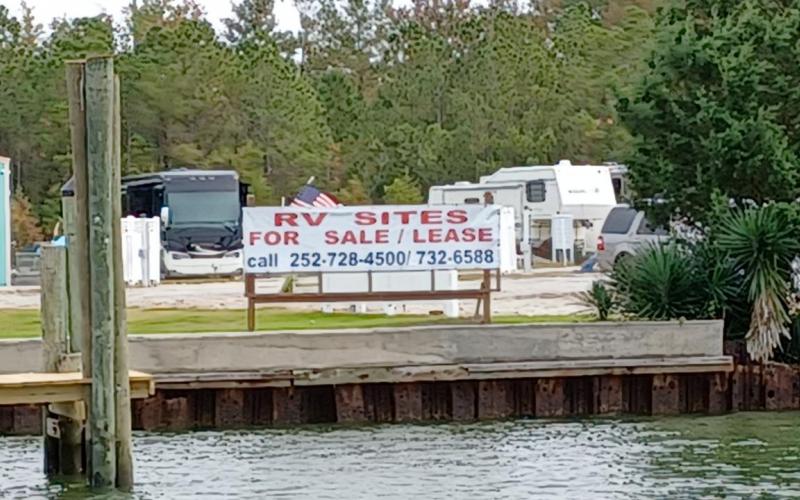 RV SITES
FOR SALE / LEASE
call 252-728-4500/ 732-6588